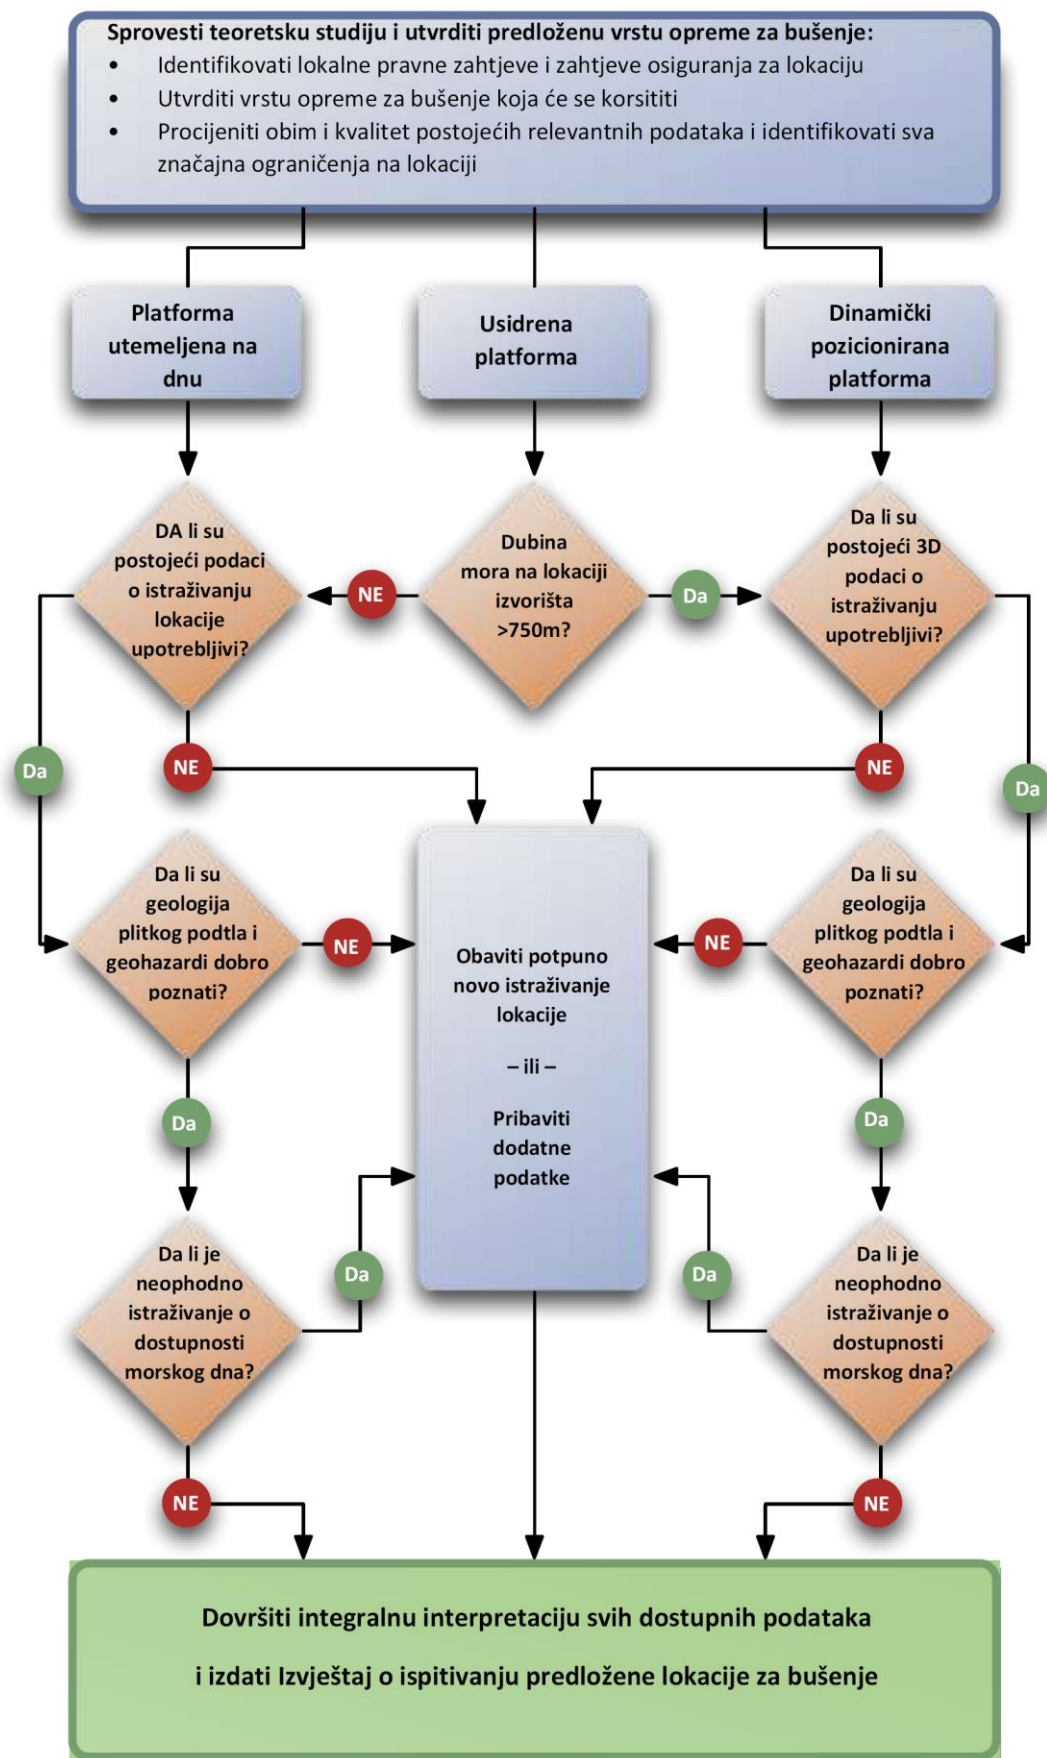 Sprovesti teoretsku studiju i utvrditi predloženu vrstu opreme za bušenje:
• Identifikovati lokalne pravne zahtjeve i zahtjeve osiguranja za lokaciju
• Utvrditi vrstu opreme za bušenje koja će se korsititi
• Procijeniti obim i kvalitet postojećih relevantnih podataka i identifikovati sva
značajna ograničenja na lokaciji
Platforma
utemeljena na
dnu
Usidrena
platforma
Dinamički
pozicionirana
platforma
DA li su
postojeći podaci
o istraživanju
lokacije
upotrebljivi?
NE
Dubina
mora na lokaciji
izvorišta
>750m?
Da
Da li su
postojeći 3D
podaci o
istraživanju
upotrebljivi?
Da
NE
NE
Da
Da li su
geologija
plitkog podtla i
geohazardi dobro
poznati?
NE
Obaviti potpuno
novo istraživanje
lokacije
– ili –
Pribaviti
dodatne
podatke
NE
Da li su
geologija
plitkog podtla i
geohazardi dobro
poznati?
Da
Da
Da li je
neophodno
istraživanje o
dostupnosti
morskog dna?
Da
Da
Da li je
neophodno
istraživanje o
dostupnosti
morskog dna?
NE
NE
Dovršiti integralnu interpretaciju svih dostupnih podataka
i izdati Izvještaj o ispitivanju predložene lokacije za bušenje